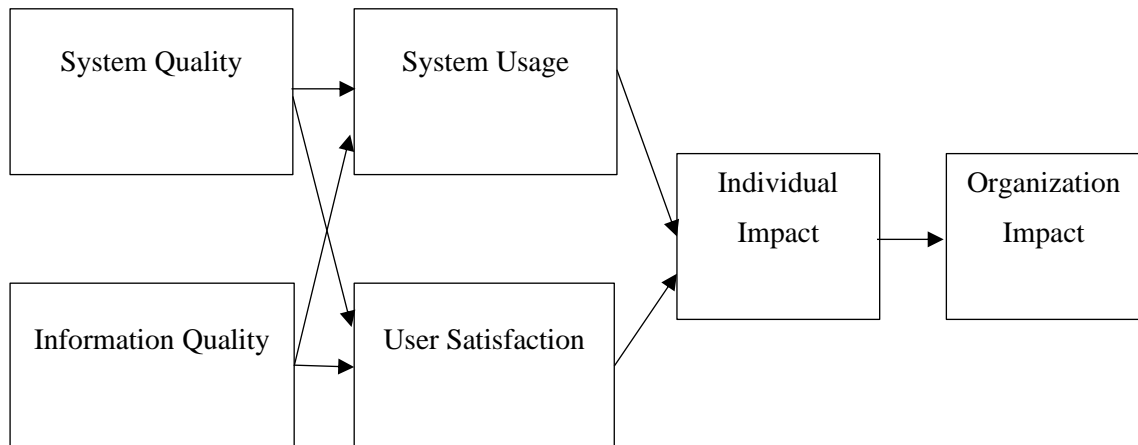 System Quality
System Usage
Individual
Impact
Organization
Impact
Information Quality
User Satisfaction